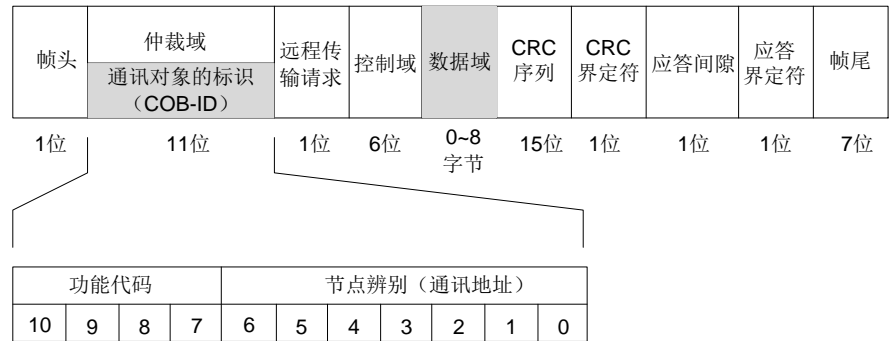 帧头
仲裁域
通讯对象的标识
（COB-ID）
远程传
输请求
控制域
数据域
CRC
序列
CRC
界定符
应答间隙
应答
界定符
帧尾
1位
11位
1位
6位
0~8
字节
15位
1位
1位
1位
7位
功能代码
节点辨别（通讯地址）
10 9 8 7 6 5 4 3 2 1 0